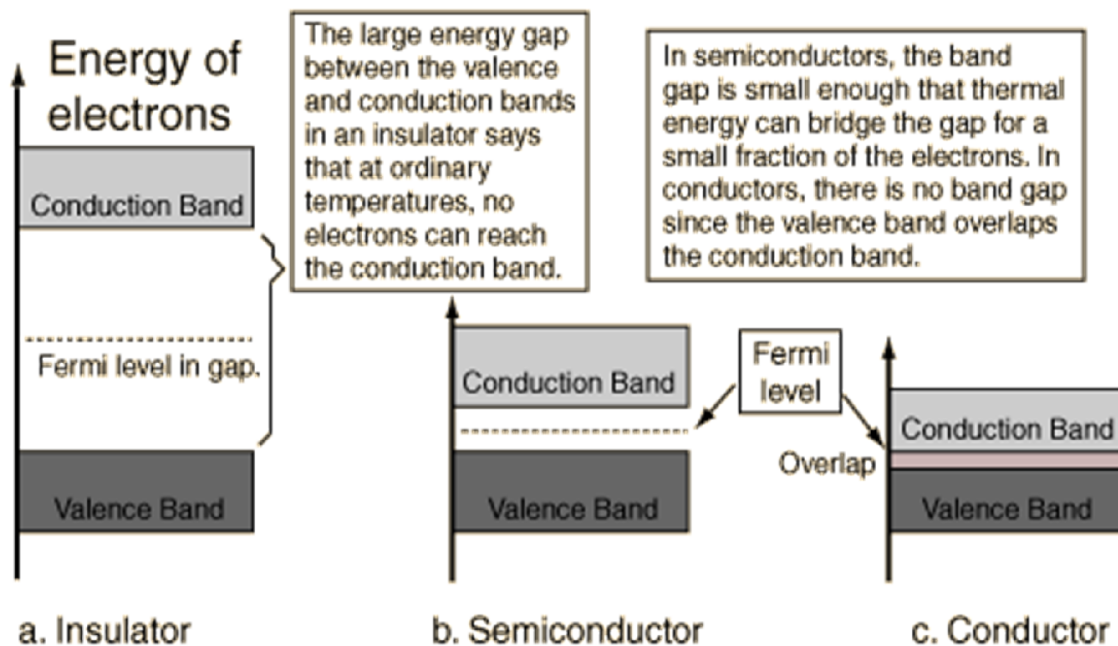 Energy of
electrons
Conduction Band
Fermi level in gap.
Valence Band
a. Insulator
The large energy gap
between the valence
and conduction bands
in an insulator says
that at ordinary
temperatures, no
electrons can reach
the conduction band.
In semiconductors, the band
gap is small enough that thermal
energy can bridge the gap for a
small fraction of the electrons. In
conductors, there is no band gap
since the valence band overlaps
the conduction band.
Conduction Band
Valence Band
b. Semiconductor
Fermi
level
Conduction Band
Overlap
Valence Band
c. Conductor